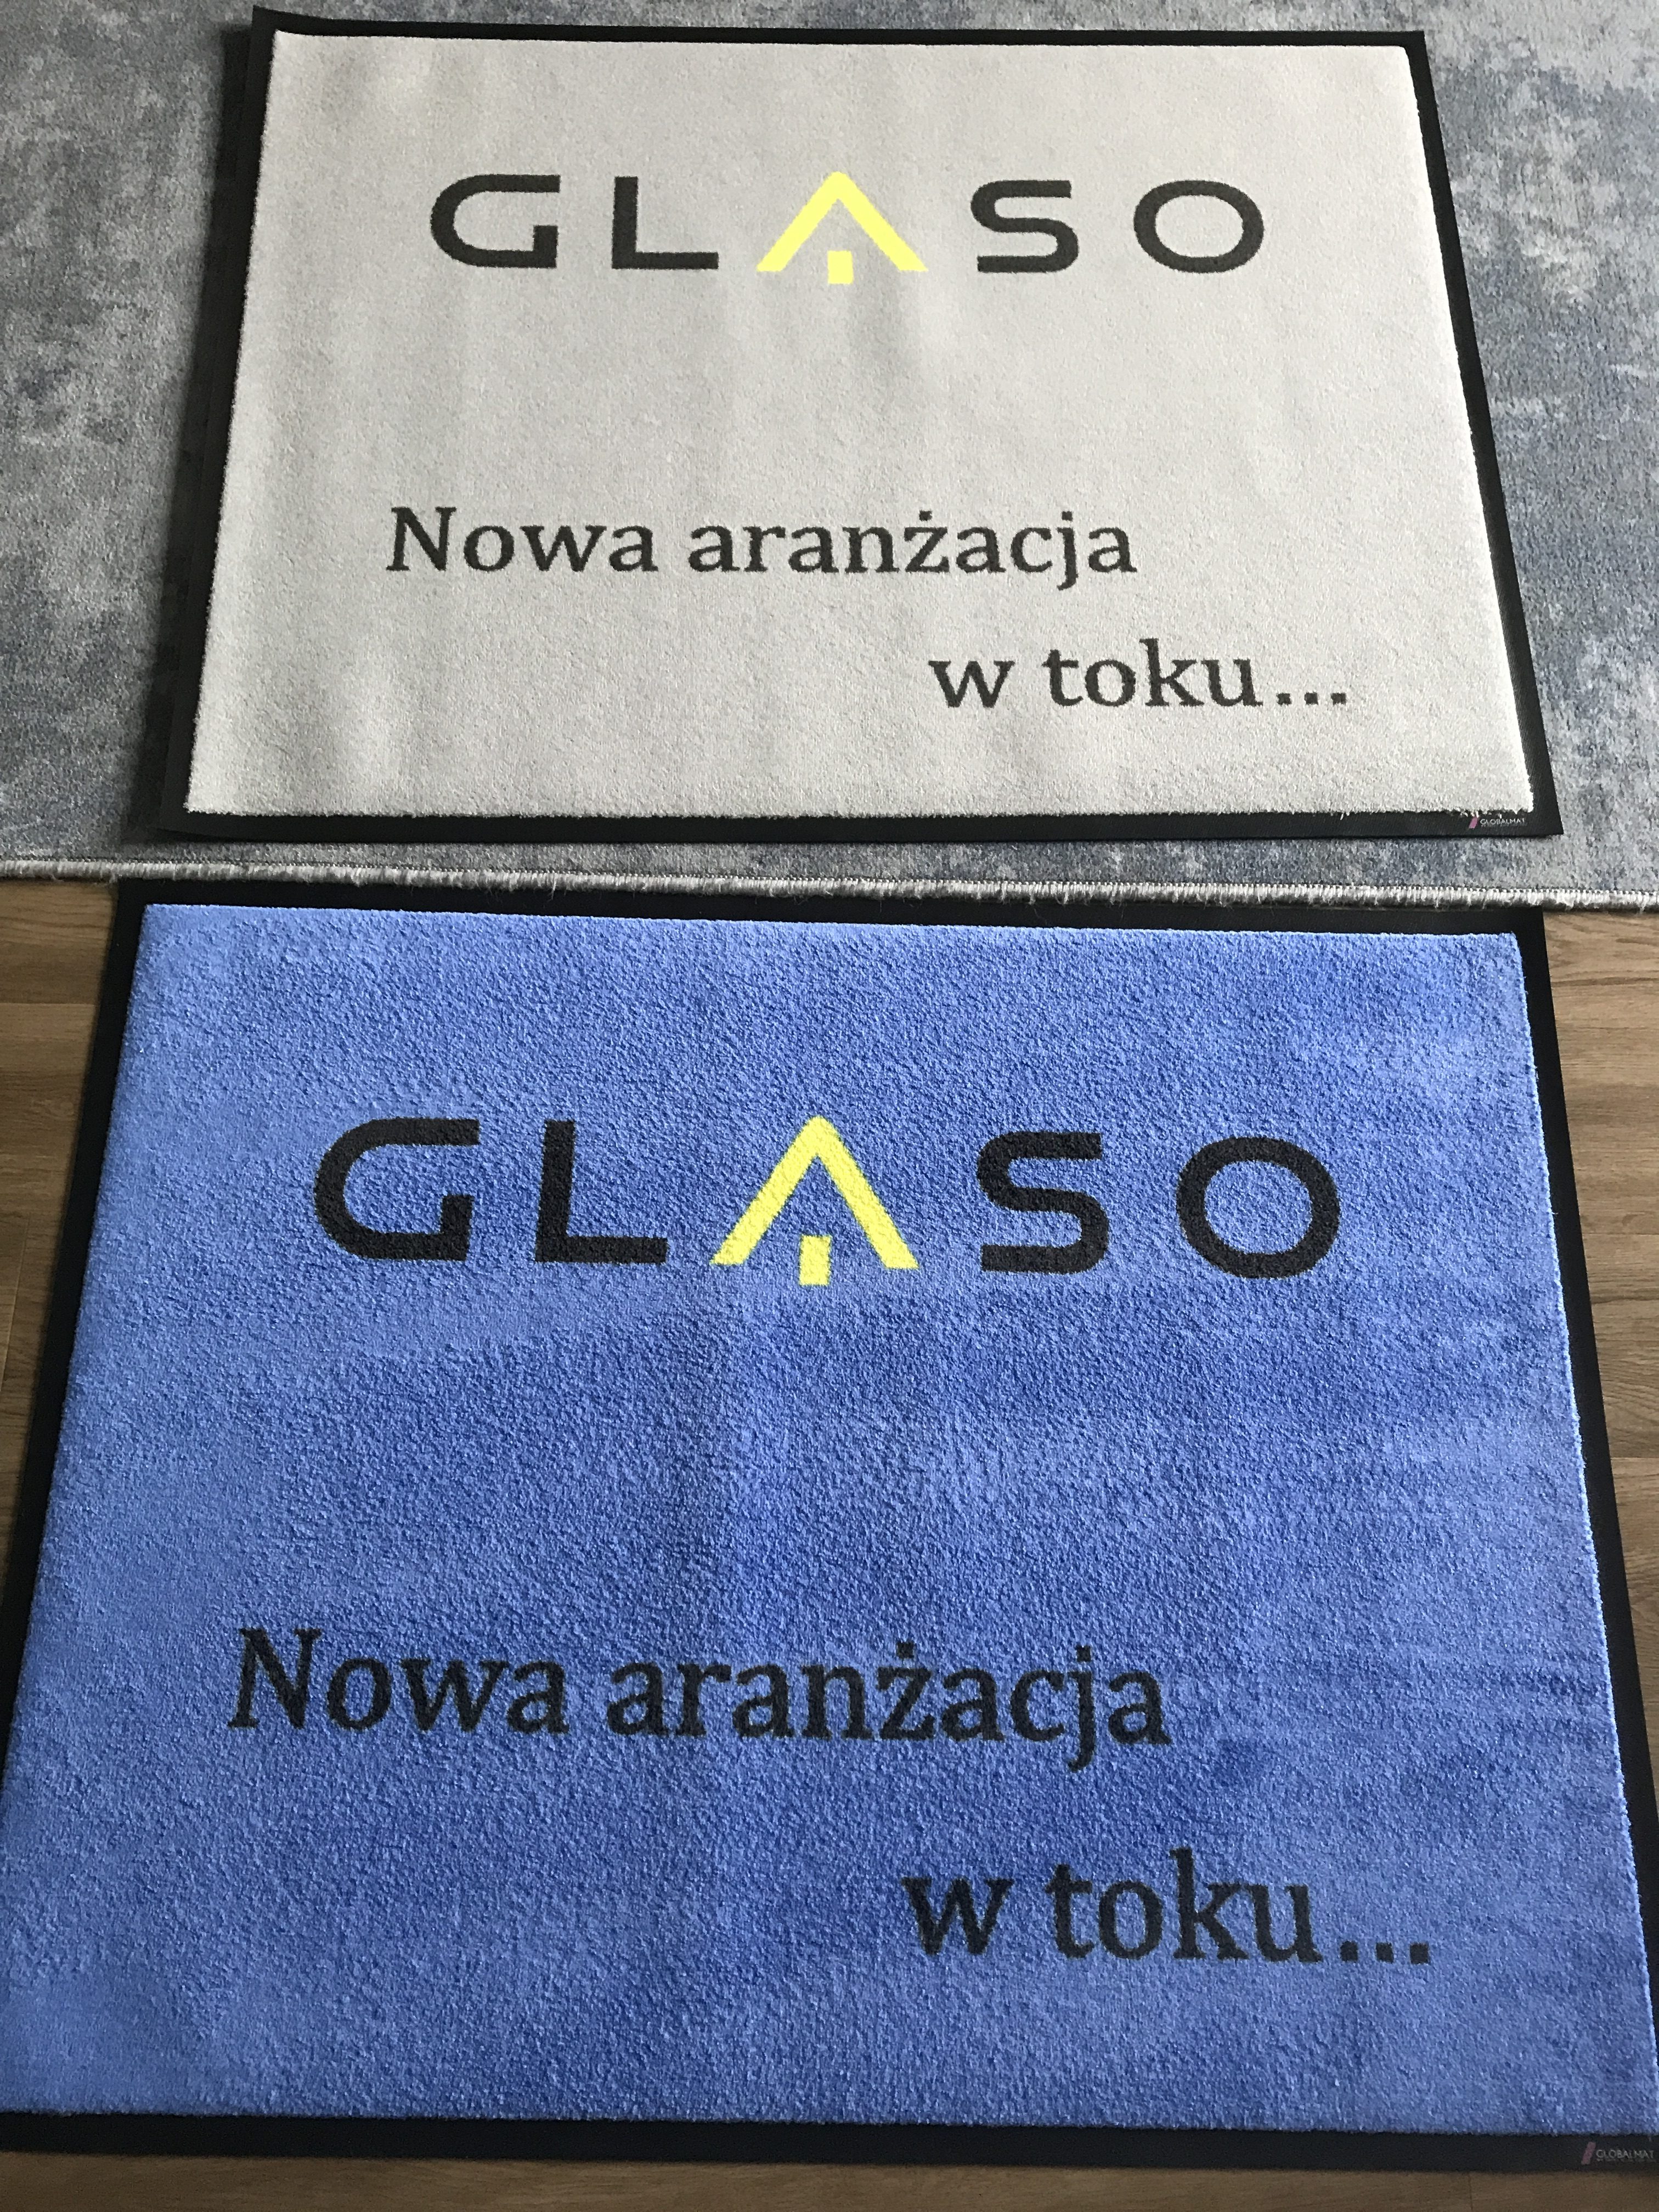 GLASO
Nowa aranżacja
w toku...
GLOBALMAT
GLASO
Nowa aranżacja
w toku...
GLOBALMAT